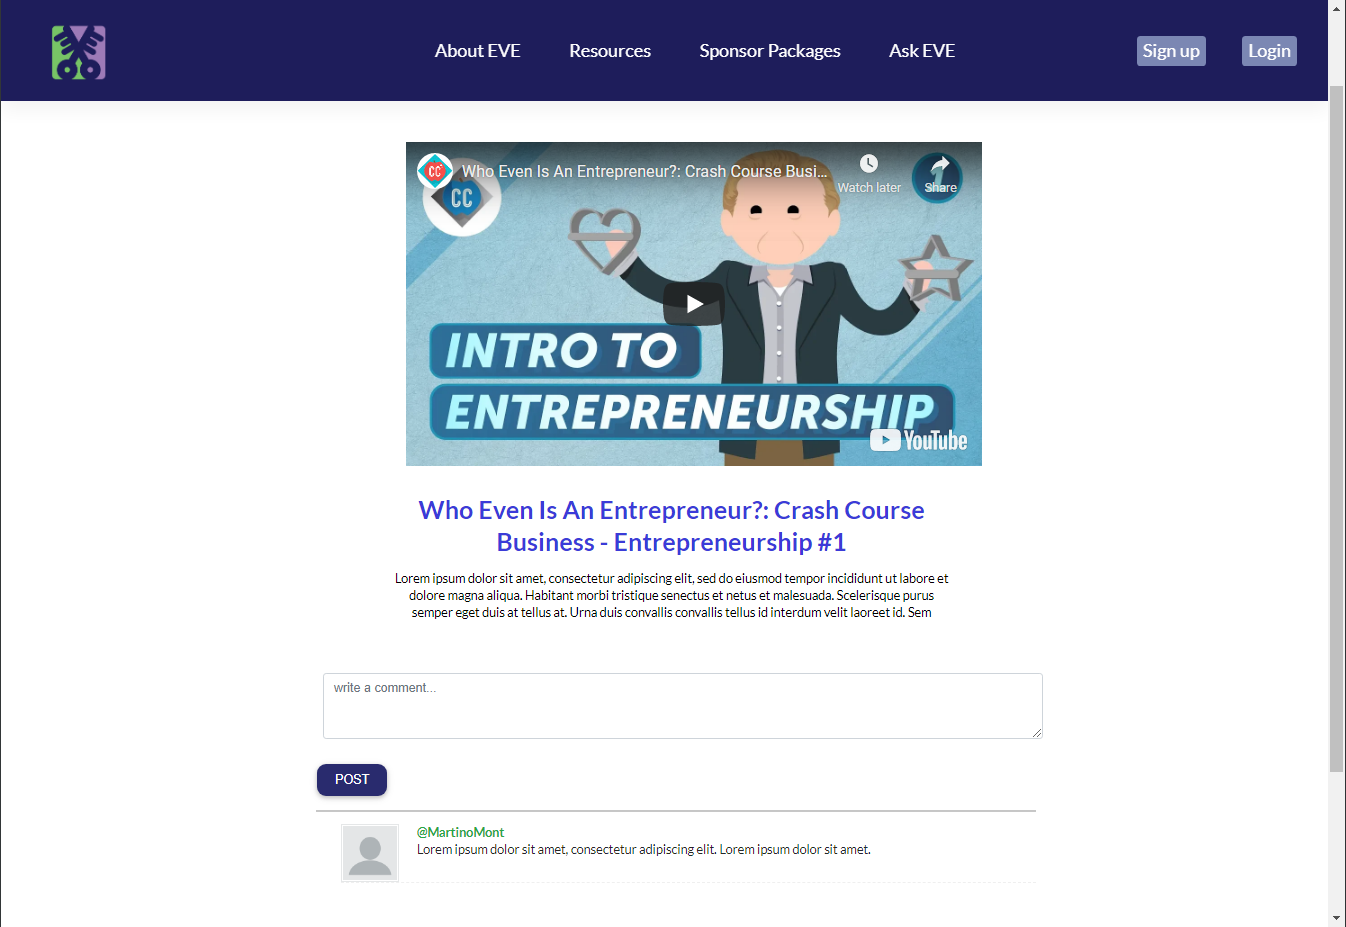 About EVE
Resources
Sponsor Packages
Ask EVE
Sign up
Login
CC
Who Even Is An Entrepreneur?: Crash Course Busi...
Watch later
Share
CC
1
INTRO TO
ENTREPRENEURSHIP
YouTube
Who Even Is An Entrepreneur?: Crash Course
Business - Entrepreneurship #1
Lorem ipsum dolor sit amet, consectetur adipiscing elit, sed do eiusmod tempor incididunt ut labore et
dolore magna aliqua. Habitant morbi tristique senectus et netus et malesuada. Scelerisque purus
semper eget duis at tellus at. Urna duis convallis convallis tellus id interdum velit laoreet id. Sem
write a comment...
POST
@MartinoMont
Lorem ipsum dolor sit amet, consectetur adipiscing elit. Lorem ipsum dolor sit amet.